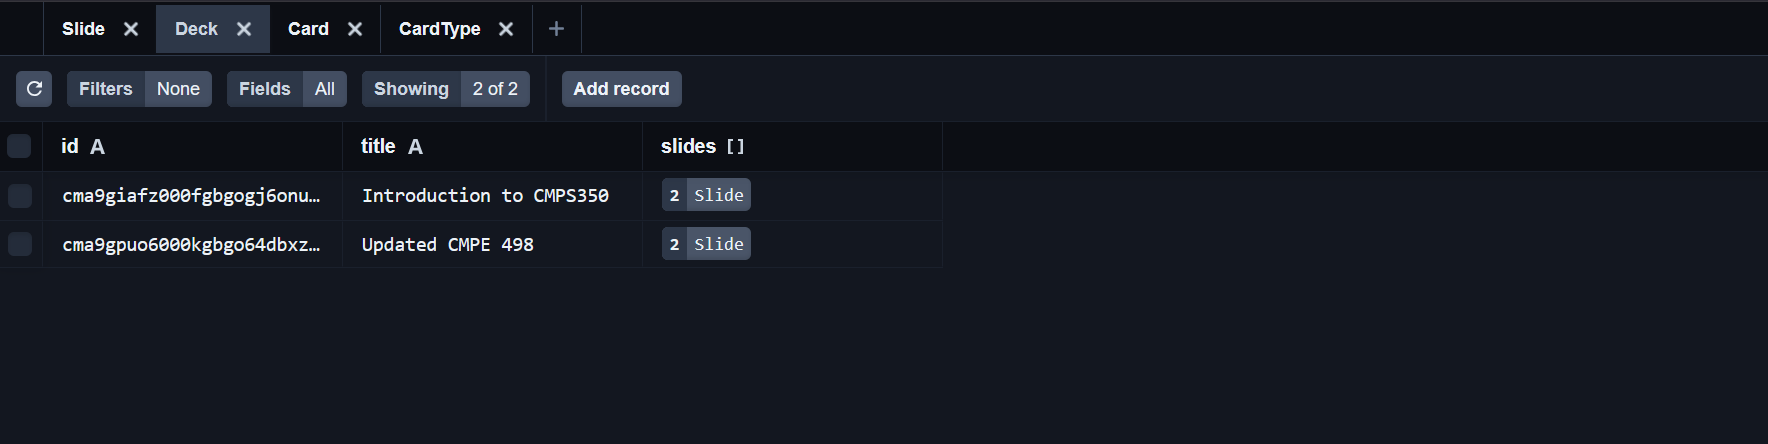 Slide Deck Card CardType
Filters None Fields All Showing 2 of 2 Add record
id A title A slides []
cma9giafz000fgbgogj6onu… Introduction to CMPS350 2 Slide
cma9gpuo6000kgbgo64dbxz… Updated CMPE 498 2 Slide